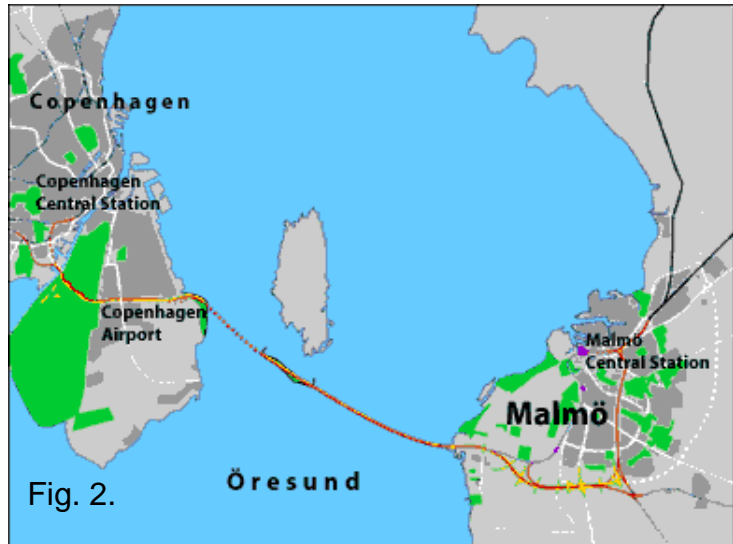 Copenhagen
Copenhagen
Central Station
Copenhagen
Airport
Malmö
Central Station
Malmö
Öresund
Fig. 2.